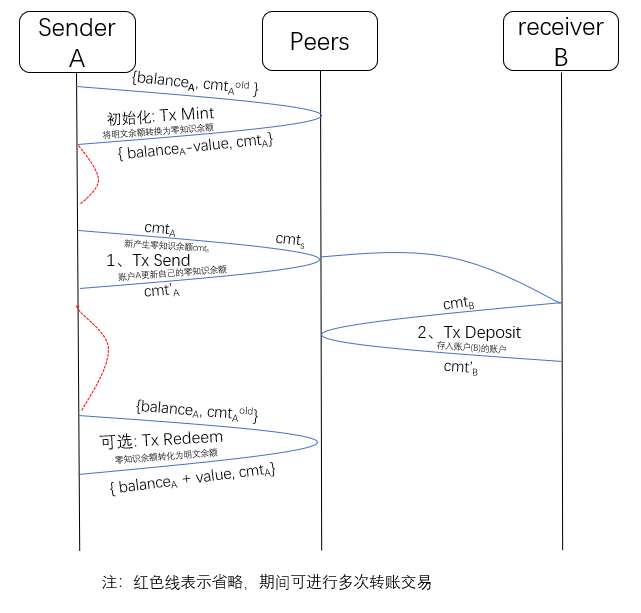 Sender
A
Peers
receiver
B
{balanceA, cmtA^old }
初始化: Tx Mint
将明文余额转换为零知识余额
{ balanceA-value, cmtA}
cmtA
cmts
新产生零知识余额cmts
1、Tx Send
账户A更新自己的零知识余额
cmt'A
cmtB
2、Tx Deposit
存入账户(B)的账户
cmt'B
{balanceA, cmtA^old}
可选: Tx Redeem
零知识余额转化为明文余额
{ balanceA + value, cmtA}
注：红色线表示省略，期间可进行多次转账交易